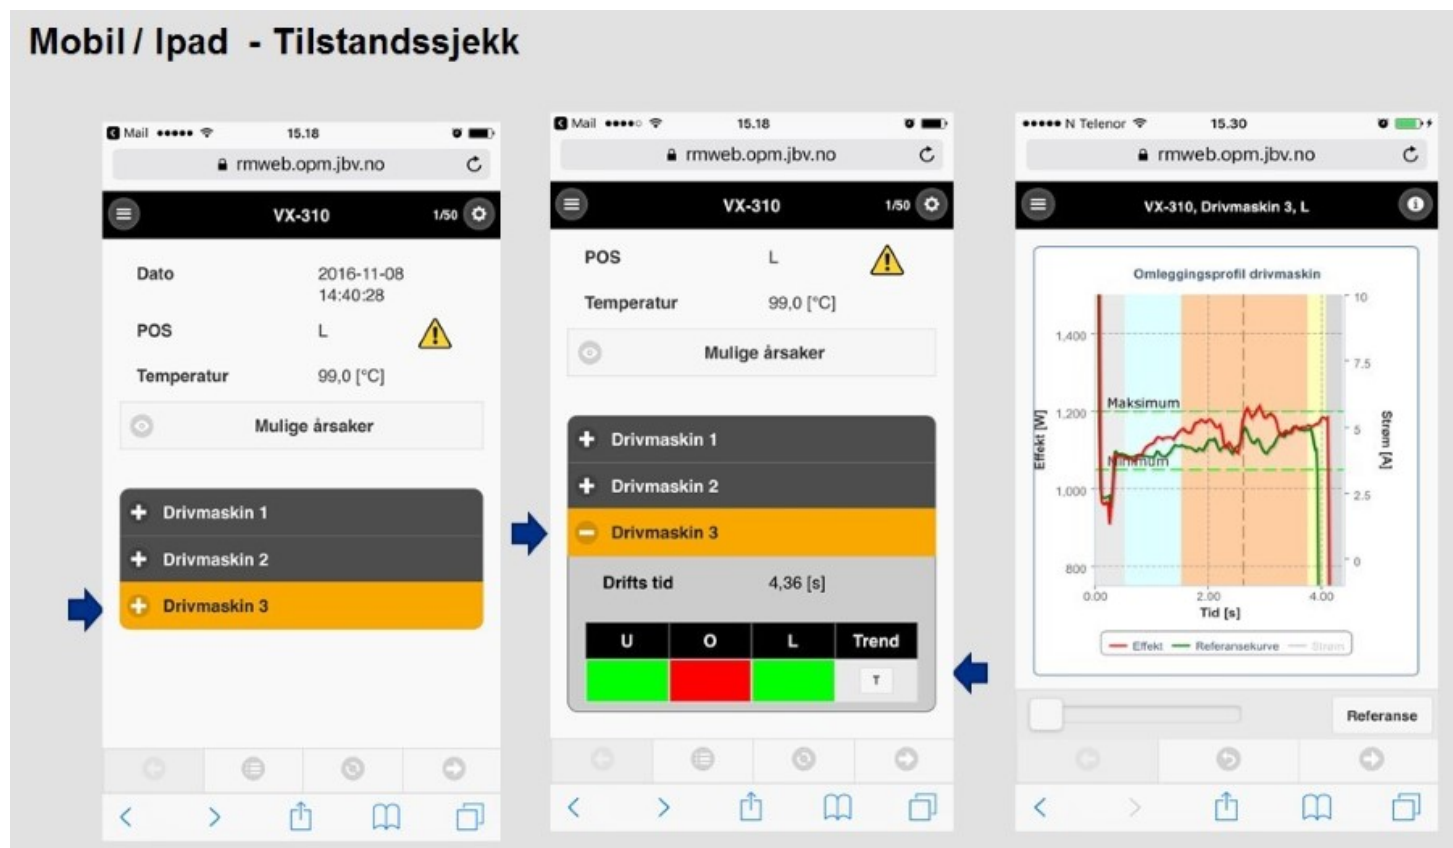 Mobil / Ipad - Tilstandssjekk
Mail 15.18
rmweb.opm.jbv.no
VX-310 1/50
Dato 2016-11-08
14:40:28
POS L
Temperatur 99,0 [°C]
Mulige årsaker
Drivmaskin 1
Drivmaskin 2
Drivmaskin 3
Mail 15.18
rmweb.opm.jbv.no
VX-310 1/50
POS L
Temperatur 99,0 [°C]
Mulige årsaker
Drivmaskin 1
Drivmaskin 2
Drivmaskin 3
Drifts tid 4,36 [s]
U O L Trend
T
N Telenor 15.30
rmweb.opm.jbv.no
VX-310, Drivmaskin 3, L
Omleggingsprofil drivmaskin
10
1,400
7.5
Maksimum
1,200
5
Effekt [W]
Strøm [A]
Minimum
1,000
2.5
800
0
0.00 2.00 4.00
Tid [s]
Effekt Referansekurve Strøm
Referanse